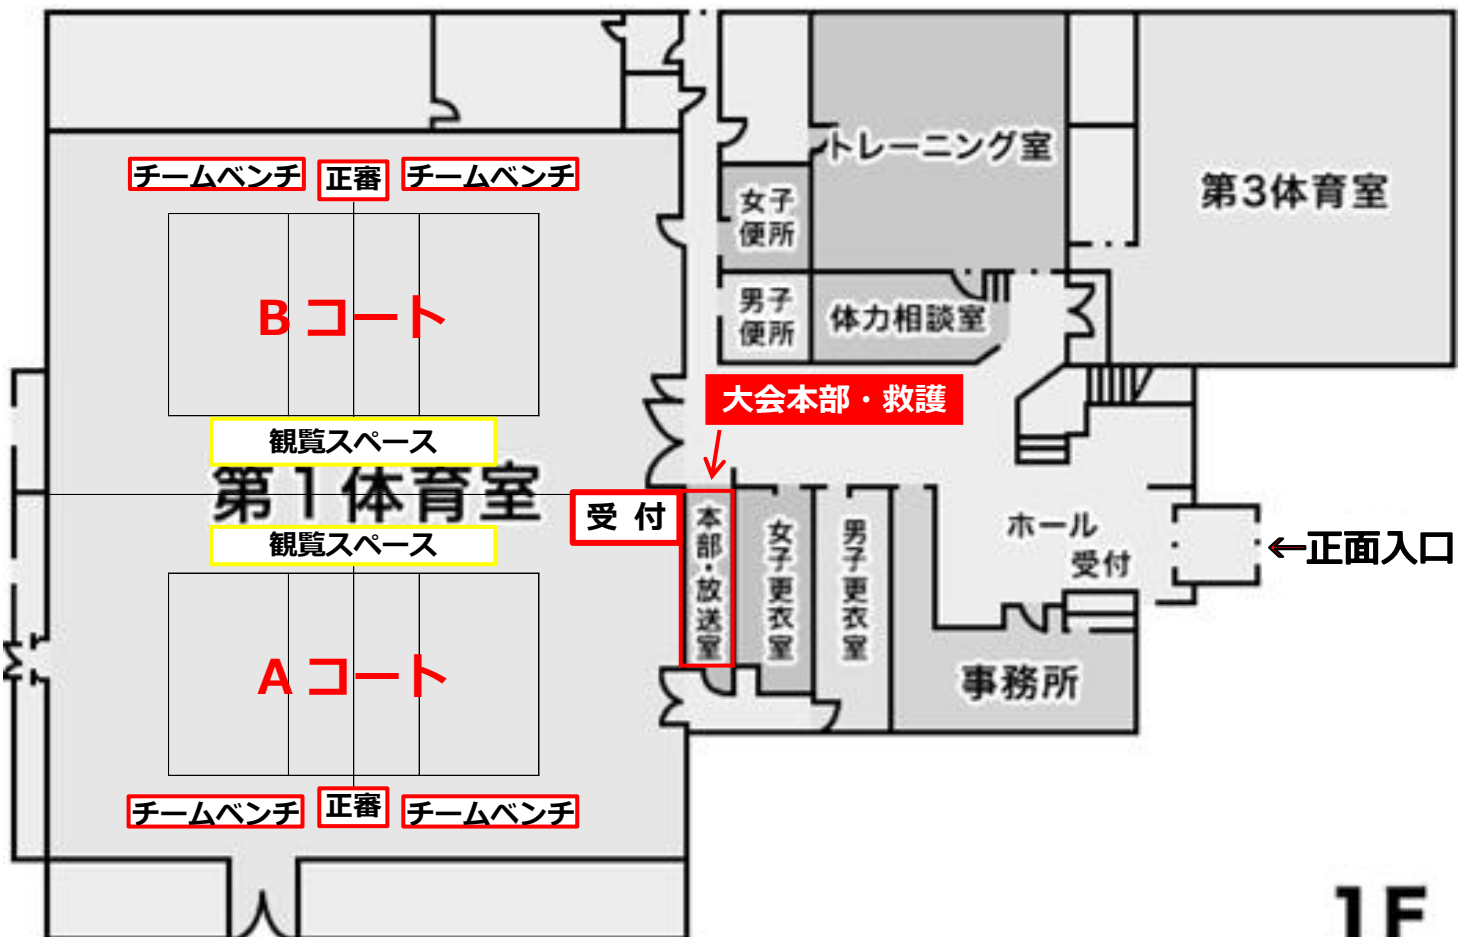 チームベンチ
正審
チームベンチ
Bコート
観覧スペース
第1体育室
観覧スペース
Aコート
チームベンチ
正審
チームベンチ
受 付
大会本部・救護
本部・放送室
女子更衣室
男子更衣室
女子
便所
男子
便所
トレーニング室
体力相談室
第3体育室
ホール
受付
←正面入口
事務所
1F